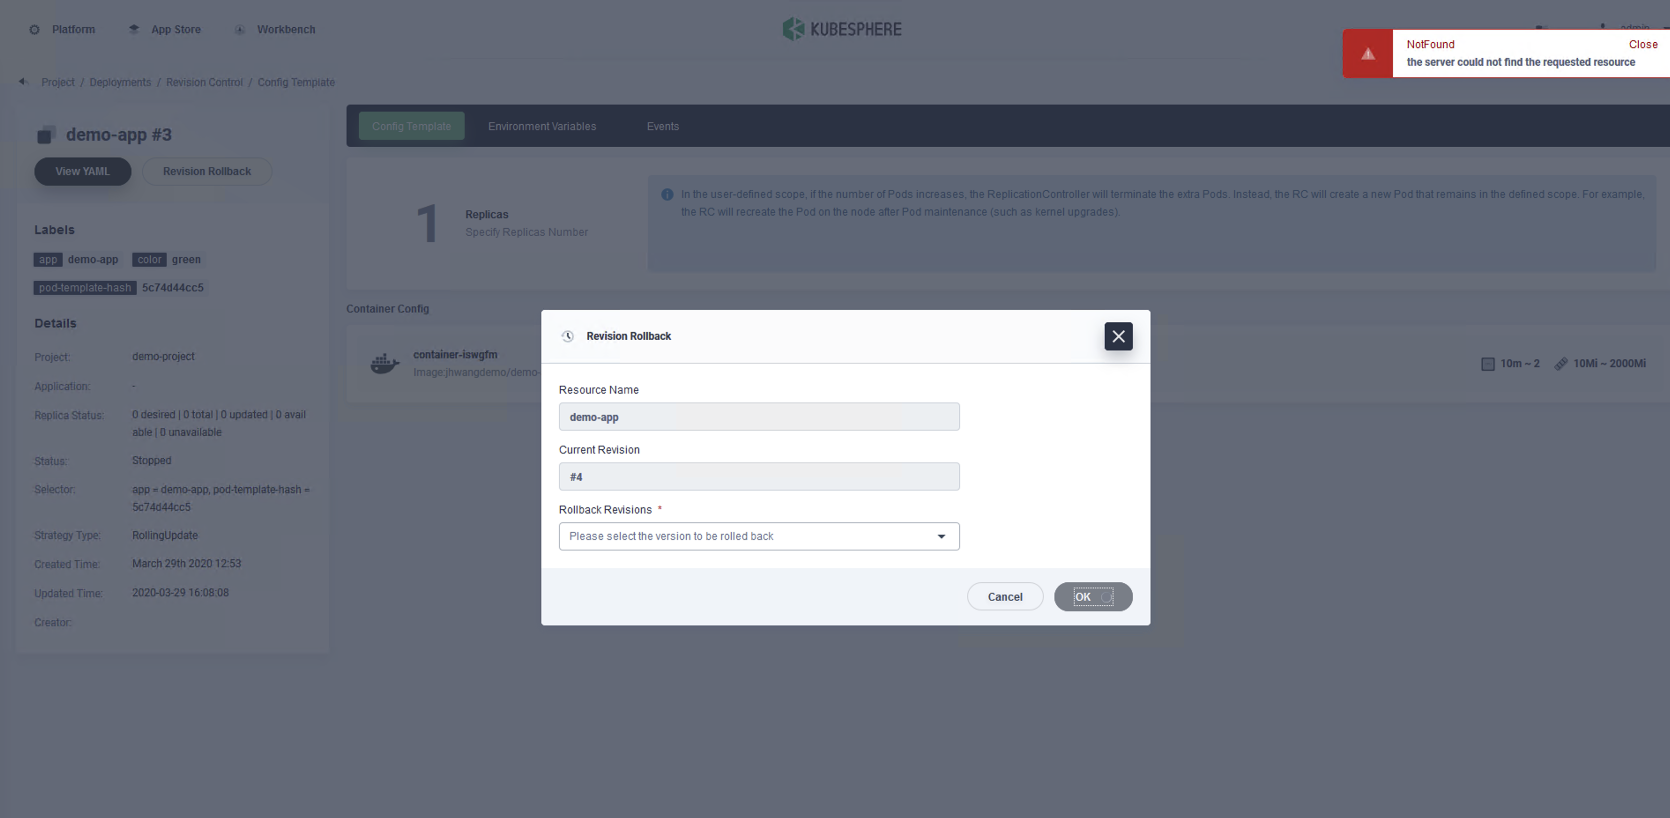 Platform
App Store
Workbench
KUBESPHERE
admin
NotFound
Close
the server could not find the requested resource
Project / Deployments / Revision Control / Config Template
demo-app #3
View YAML
Revision Rollback
Labels
app demo-app color green
pod-template-hash 5c74d44cc5
Details
Project: demo-project
Application: -
Replica Status: 0 desired | 0 total | 0 updated | 0 avail
able | 0 unavailable
Status: Stopped
Selector: app = demo-app, pod-template-hash =
5c74d44cc5
Strategy Type: RollingUpdate
Created Time: March 29th 2020 12:53
Updated Time: 2020-03-29 16:08:08
Creator:
Config Template
Environment Variables
Events
1
Replicas
Specify Replicas Number
In the user-defined scope, if the number of Pods increases, the ReplicationController will terminate the extra Pods. Instead, the RC will create a new Pod that remains in the defined scope. For example,
the RC will recreate the Pod on the node after Pod maintenance (such as kernel upgrades).
Container Config
container-iswgfm
Image:jhwangdemo/demo-
10m ~ 2
10Mi ~ 2000Mi
Revision Rollback
Resource Name
demo-app
Current Revision
#4
Rollback Revisions *
Please select the version to be rolled back
Cancel
OK